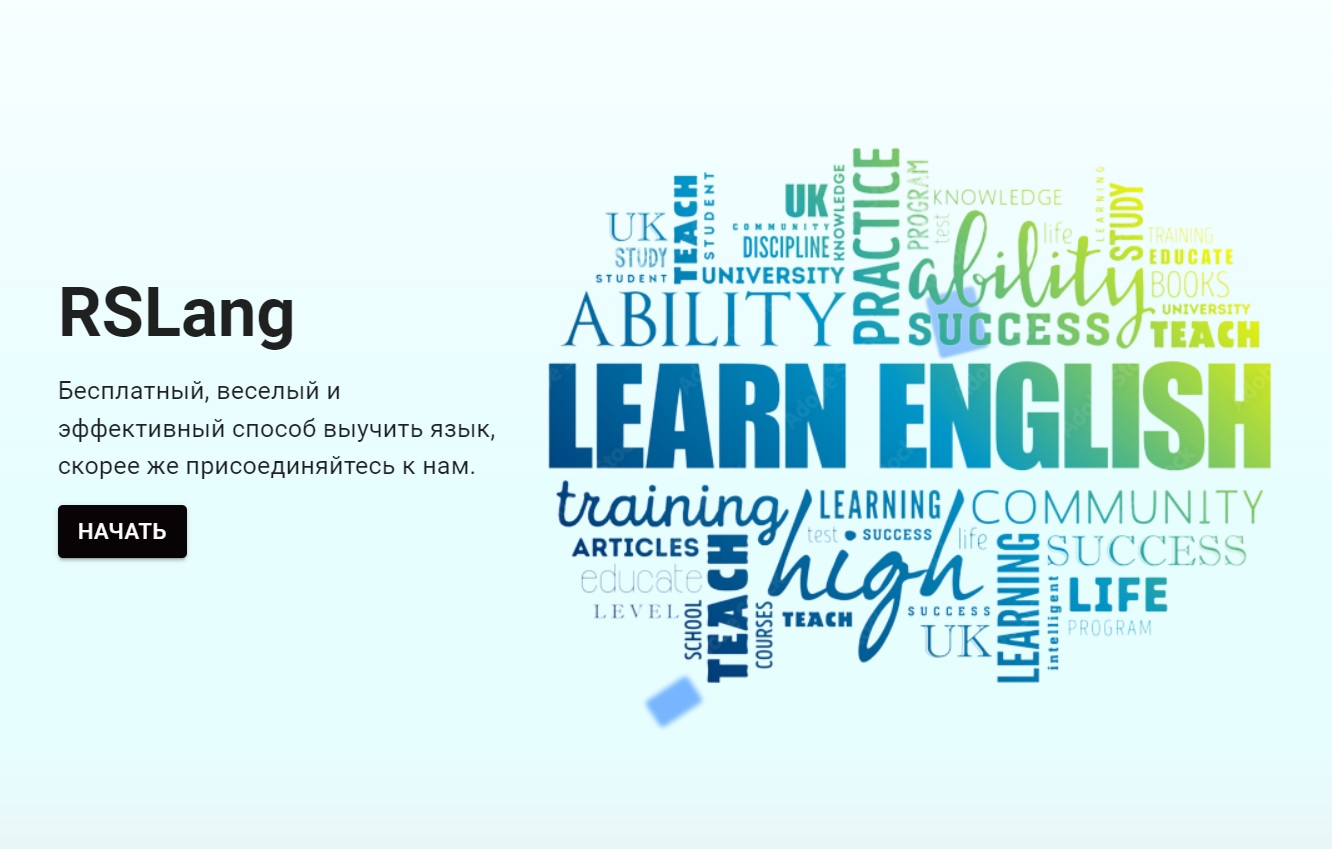 RSLang
Бесплатный, веселый и
эффективный способ выучить язык,
скорее же присоединяйтесь к нам.
НАЧАТЬ
PRACTICE
PROGRAM
KNOWLEDGE
TEACH
STUDENT
UK
KNOWLEDGE
LEARNING
STUDY
UK
COMMUNITY
test
ability
life
TRAINING
STUDY
DISCIPLINE
EDUCATE
STUDENT
UNIVERSITY
BOOKS
ABILITY
SUCCESS
UNIVERSITY
TEACH
LEARN ENGLISH
training
LEARNING
COMMUNITY
test
SUCCESS
life
ARTICLES
high
SUCCESS
educate
TEACH
LEARNING
intelligent
LIFE
LEVEL
SCHOOL
COURSES
TEACH
SUCCESS
UK
PROGRAM